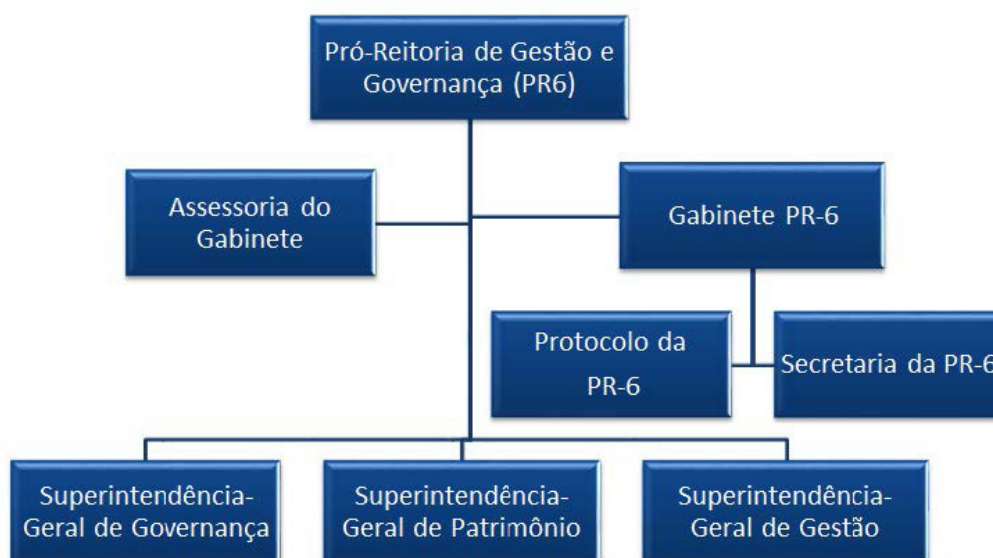 Pró-Reitoria de Gestão e
Governança (PR6)
Assessoria do
Gabinete
Gabinete PR-6
Protocolo da
PR-6
Secretaria da PR-6
Superintendência-
Geral de Governança
Superintendência-
Geral de Patrimônio
Superintendência-
Geral de Gestão